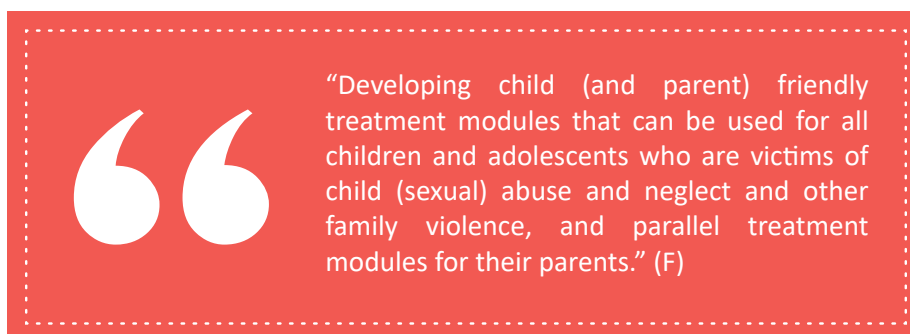 “Developing child (and parent) friendly
treatment modules that can be used for all
children and adolescents who are victims of
child (sexual) abuse and neglect and other
family violence, and parallel treatment
modules for their parents.” (F)